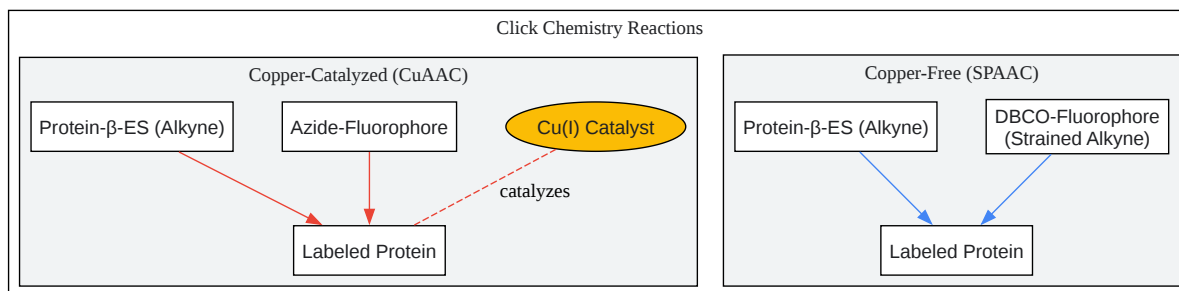 Click Chemistry Reactions
Copper-Catalyzed (CuAAC)
Protein-β-ES (Alkyne)
Azide-Fluorophore
Cu(I) Catalyst
catalyzes
Labeled Protein
Copper-Free (SPAAC)
Protein-β-ES (Alkyne)
DBCO-Fluorophore
(Strained Alkyne)
Labeled Protein